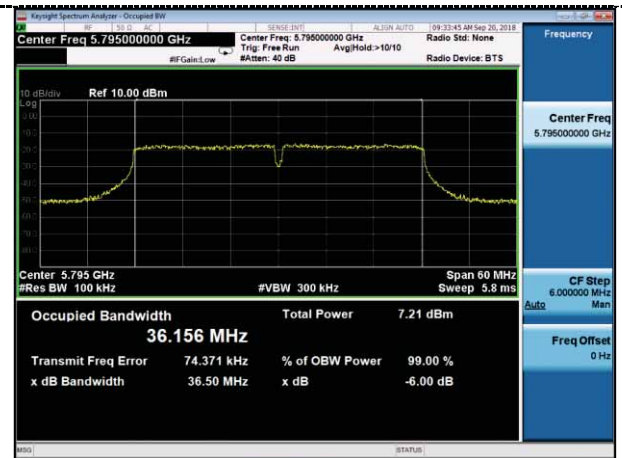 Keysight Spectrum Analyzer - Occupied BW
RF 50 Ω AC SENSE:INT ALIGN AUTO 09:33:45 AM Sep 20, 2018
Center Freq 5.795000000 GHz Center Freq: 5.795000000 GHz Radio Std: None Frequency
Trig: Free Run Avg|Hold:>10/10
#IFGain:Low #Atten: 40 dB Radio Device: BTS
10 dB/div Ref 10.00 dBm
Log
Center Freq
5.795000000 GHz
Center 5.795 GHz Span 60 MHz
#Res BW 100 kHz #VBW 300 kHz Sweep 5.8 ms
CF Step
6.000000 MHz
Auto Man
Occupied Bandwidth Total Power 7.21 dBm
36.156 MHz
Freq Offset
0 Hz
Transmit Freq Error 74.371 kHz % of OBW Power 99.00 %
x dB Bandwidth 36.50 MHz x dB -6.00 dB
MSG STATUS